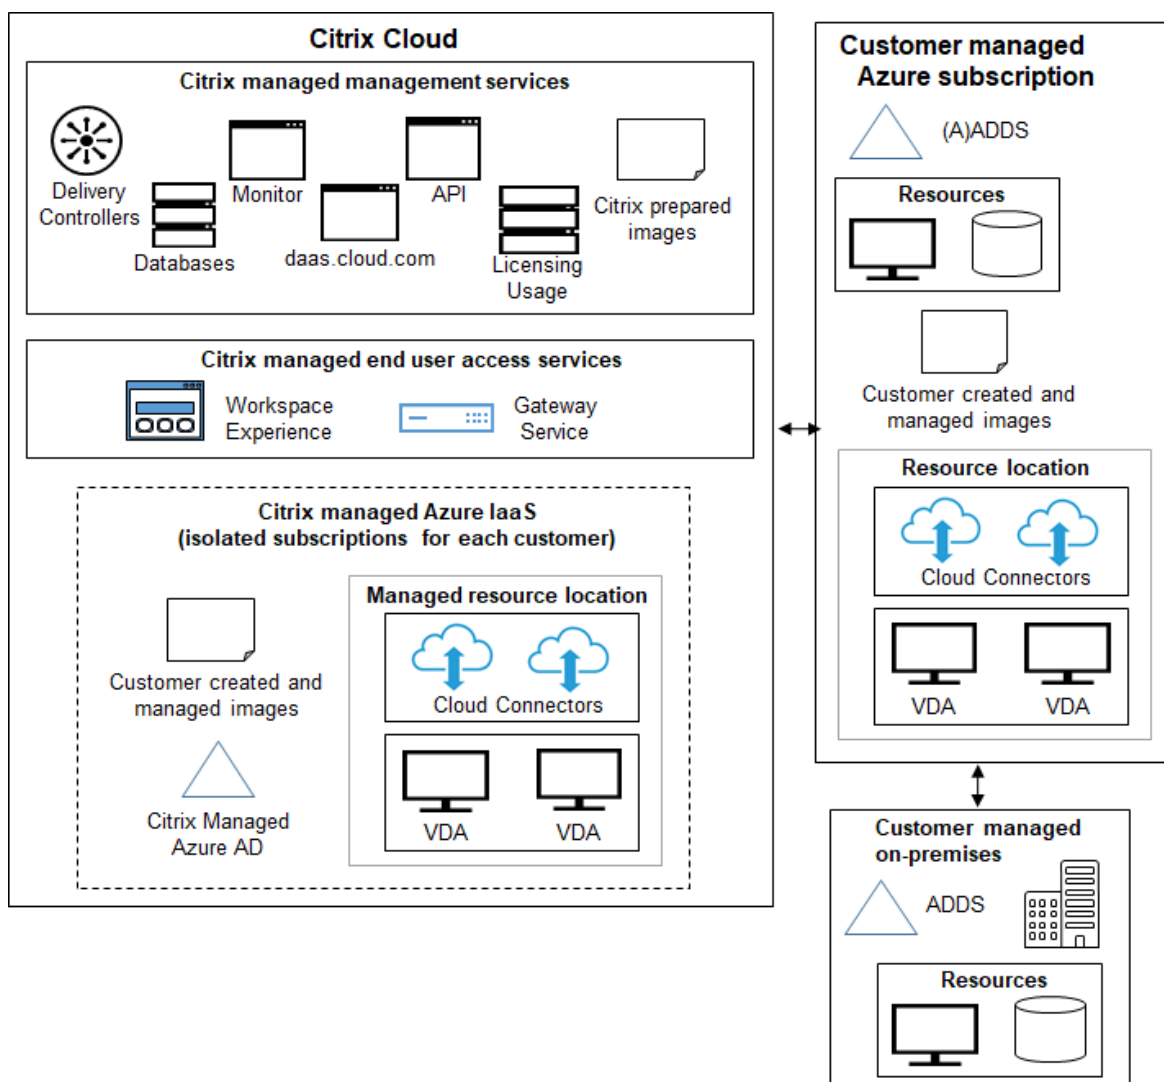 Citrix Cloud
Citrix managed management services
Delivery
Controllers
Databases
Monitor
daas.cloud.com
API
Licensing
Usage
Citrix prepared
images
Citrix managed end user access services
Workspace
Experience
Gateway
Service
Citrix managed Azure IaaS
(isolated subscriptions for each customer)
Customer created and
managed images
Citrix Managed
Azure AD
Managed resource location
Cloud Connectors
VDA
VDA
Customer managed
Azure subscription
(A)ADDS
Resources
Customer created and
managed images
Resource location
Cloud Connectors
VDA
VDA
Customer managed
on-premises
ADDS
Resources